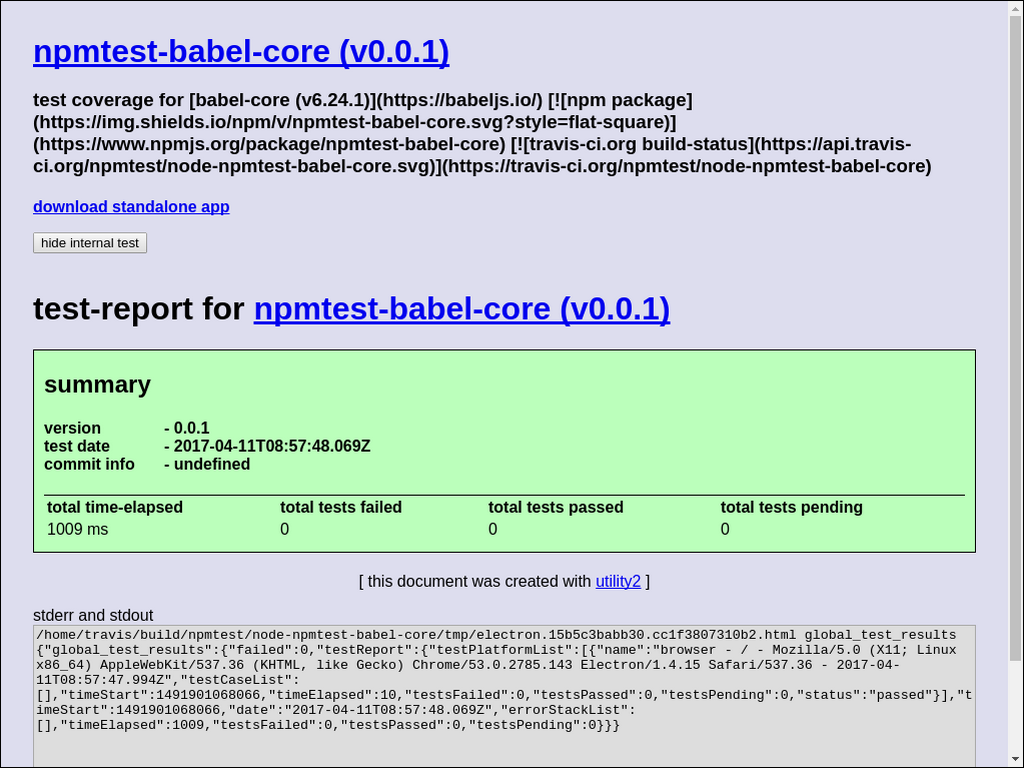 npmtest-babel-core (v0.0.1)
test coverage for [babel-core (v6.24.1)](https://babeljs.io/) [![npm package]
(https://img.shields.io/npm/v/npmtest-babel-core.svg?style=flat-square)]
(https://www.npmjs.org/package/npmtest-babel-core) [![travis-ci.org build-status](https://api.travis-
ci.org/npmtest/node-npmtest-babel-core.svg)](https://travis-ci.org/npmtest/node-npmtest-babel-core)
download standalone app
hide internal test
test-report for npmtest-babel-core (v0.0.1)
summary
version - 0.0.1
test date - 2017-04-11T08:57:48.069Z
commit info - undefined
total time-elapsed total tests failed total tests passed total tests pending
1009 ms 0 0 0
[ this document was created with utility2 ]
stderr and stdout
/home/travis/build/npmtest/node-npmtest-babel-core/tmp/electron.15b5c3babb30.cc1f3807310b2.html global_test_results
{"global_test_results":{"failed":0,"testReport":{"testPlatformList":[{"name":"browser - / - Mozilla/5.0 (X11; Linux
x86_64) AppleWebKit/537.36 (KHTML, like Gecko) Chrome/53.0.2785.143 Electron/1.4.15 Safari/537.36 - 2017-04-
11T08:57:47.994Z","testCaseList":
[],"timeStart":1491901068066,"timeElapsed":10,"testsFailed":0,"testsPassed":0,"testsPending":0,"status":"passed"}],"t
imeStart":1491901068066,"date":"2017-04-11T08:57:48.069Z","errorStackList":
[],"timeElapsed":1009,"testsFailed":0,"testsPassed":0,"testsPending":0}}}